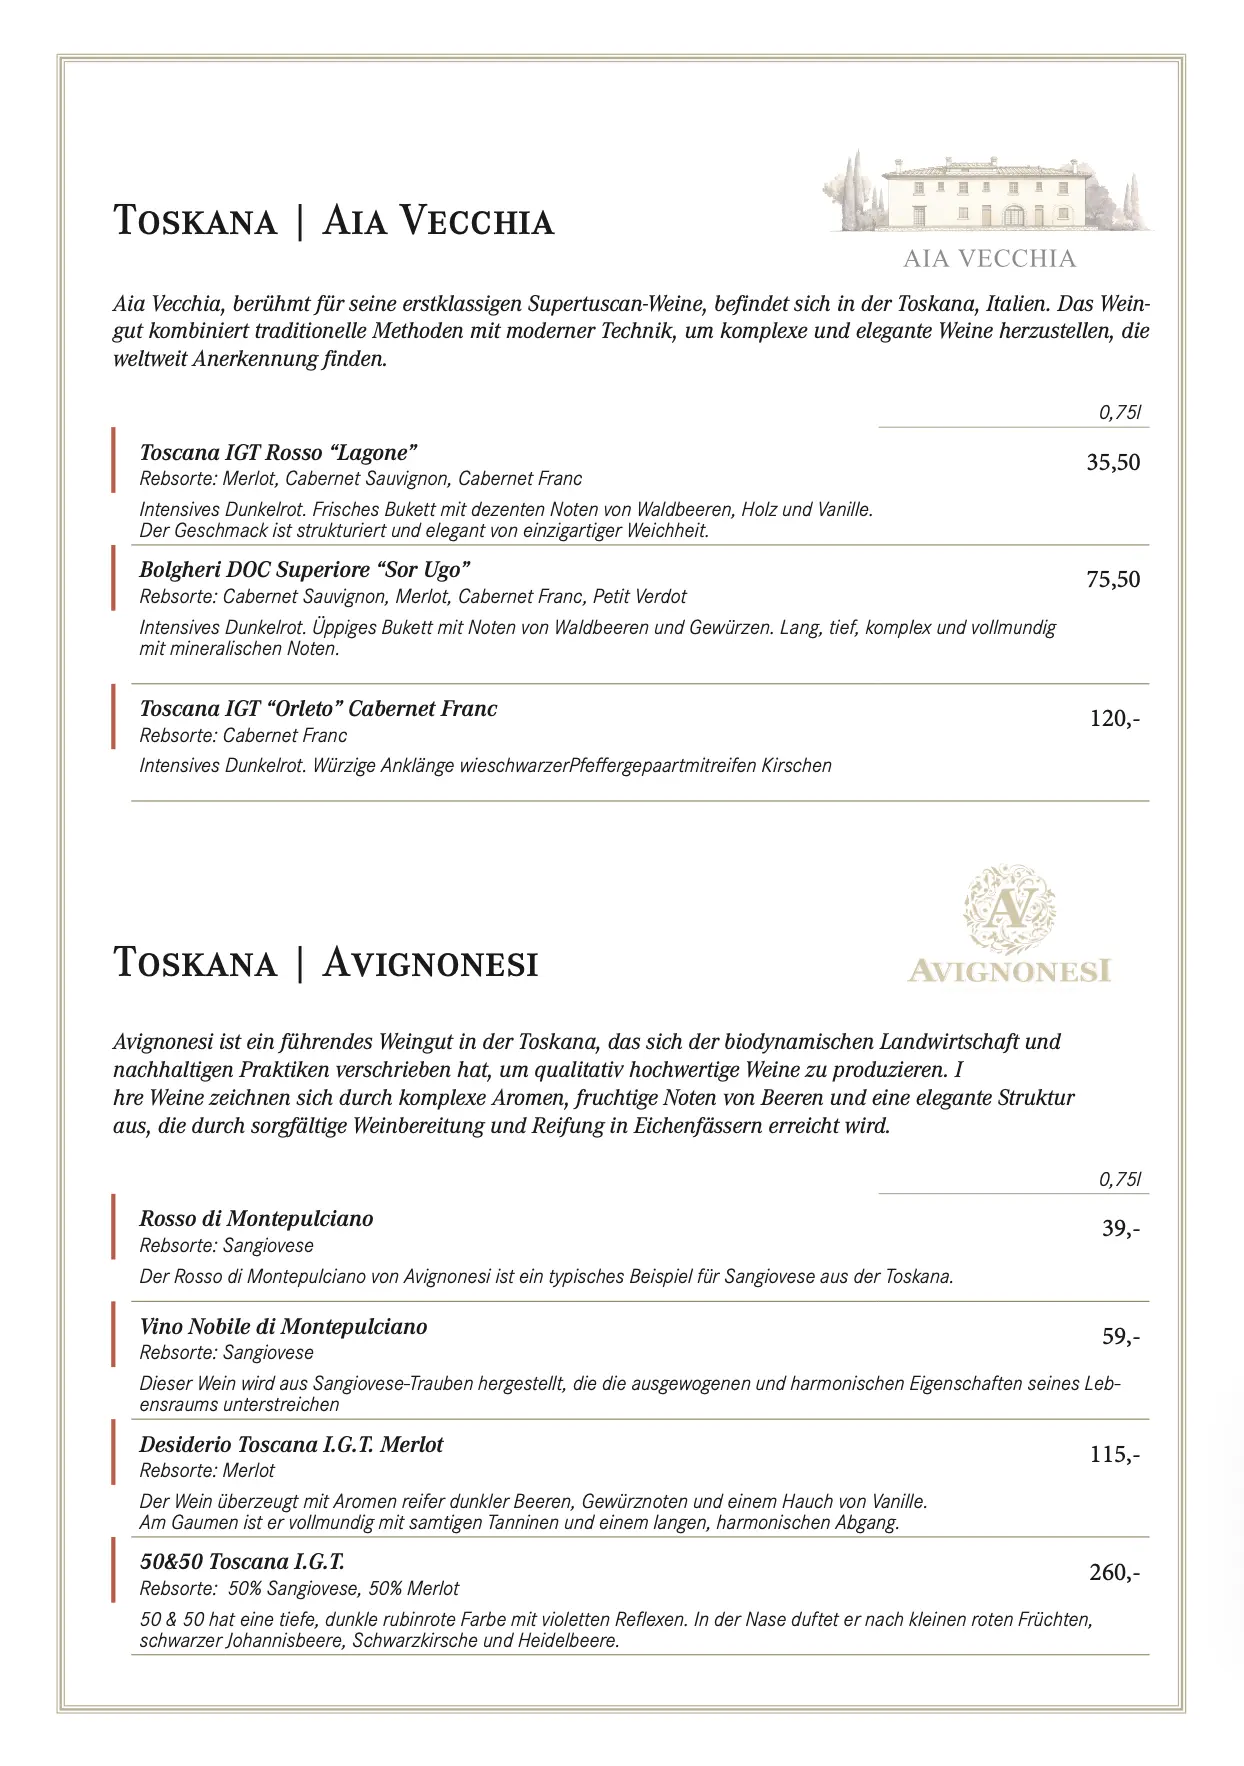 Toskana | Aia Vecchia
AIA VECCHIA
Aia Vecchia, berühmt für seine erstklassigen Supertuscan-Weine, befindet sich in der Toskana, Italien. Das Wein-
gut kombiniert traditionelle Methoden mit moderner Technik, um komplexe und elegante Weine herzustellen, die
weltweit Anerkennung finden.
0,75l
Toscana IGT Rosso “Lagone”
35,50
Rebsorte: Merlot, Cabernet Sauvignon, Cabernet Franc
Intensives Dunkelrot. Frisches Bukett mit dezenten Noten von Waldbeeren, Holz und Vanille.
Der Geschmack ist strukturiert und elegant von einzigartiger Weichheit.
Bolgheri DOC Superiore “Sor Ugo”
75,50
Rebsorte: Cabernet Sauvignon, Merlot, Cabernet Franc, Petit Verdot
Intensives Dunkelrot. Üppiges Bukett mit Noten von Waldbeeren und Gewürzen. Lang, tief, komplex und vollmundig
mit mineralischen Noten.
Toscana IGT “Orleto” Cabernet Franc
120,-
Rebsorte: Cabernet Franc
Intensives Dunkelrot. Würzige Anklänge wieschwarzerPfeffergepaartmitreifen Kirschen
AV
AVIGNONESI
Toskana | Avignonesi
Avignonesi ist ein führendes Weingut in der Toskana, das sich der biodynamischen Landwirtschaft und
nachhaltigen Praktiken verschrieben hat, um qualitativ hochwertige Weine zu produzieren. I
hre Weine zeichnen sich durch komplexe Aromen, fruchtige Noten von Beeren und eine elegante Struktur
aus, die durch sorgfältige Weinbereitung und Reifung in Eichenfässern erreicht wird.
0,75l
Rosso di Montepulciano
39,-
Rebsorte: Sangiovese
Der Rosso di Montepulciano von Avignonesi ist ein typisches Beispiel für Sangiovese aus der Toskana.
Vino Nobile di Montepulciano
59,-
Rebsorte: Sangiovese
Dieser Wein wird aus Sangiovese-Trauben hergestellt, die die ausgewogenen und harmonischen Eigenschaften seines Leb-
ensraums unterstreichen
Desiderio Toscana I.G.T. Merlot
115,-
Rebsorte: Merlot
Der Wein überzeugt mit Aromen reifer dunkler Beeren, Gewürznoten und einem Hauch von Vanille.
Am Gaumen ist er vollmundig mit samtigen Tanninen und einem langen, harmonischen Abgang.
50&50 Toscana I.G.T.
260,-
Rebsorte: 50% Sangiovese, 50% Merlot
50 & 50 hat eine tiefe, dunkle rubinrote Farbe mit violetten Reflexen. In der Nase duftet er nach kleinen roten Früchten,
schwarzer Johannisbeere, Schwarzkirsche und Heidelbeere.